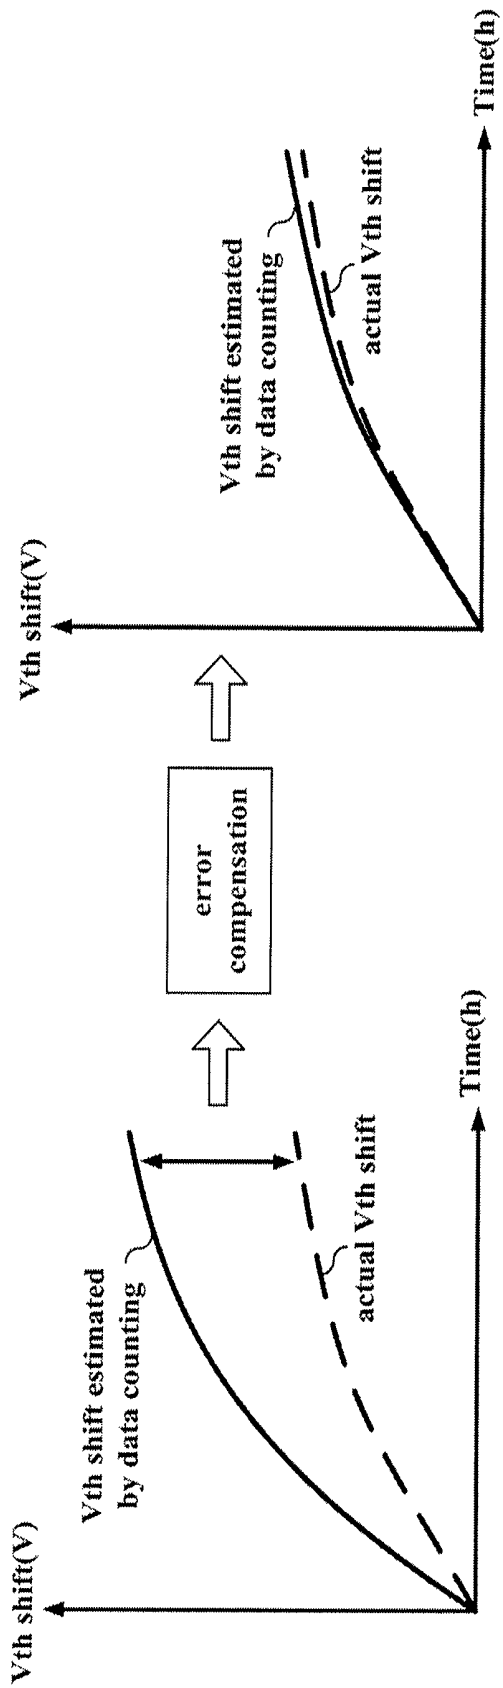 Vth shift(V)
Vth shift estimated
by data counting
actual Vth shift
Time(h)
error
compensation
Vth shift(V)
Vth shift estimated
by data counting
actual Vth shift
Time(h)